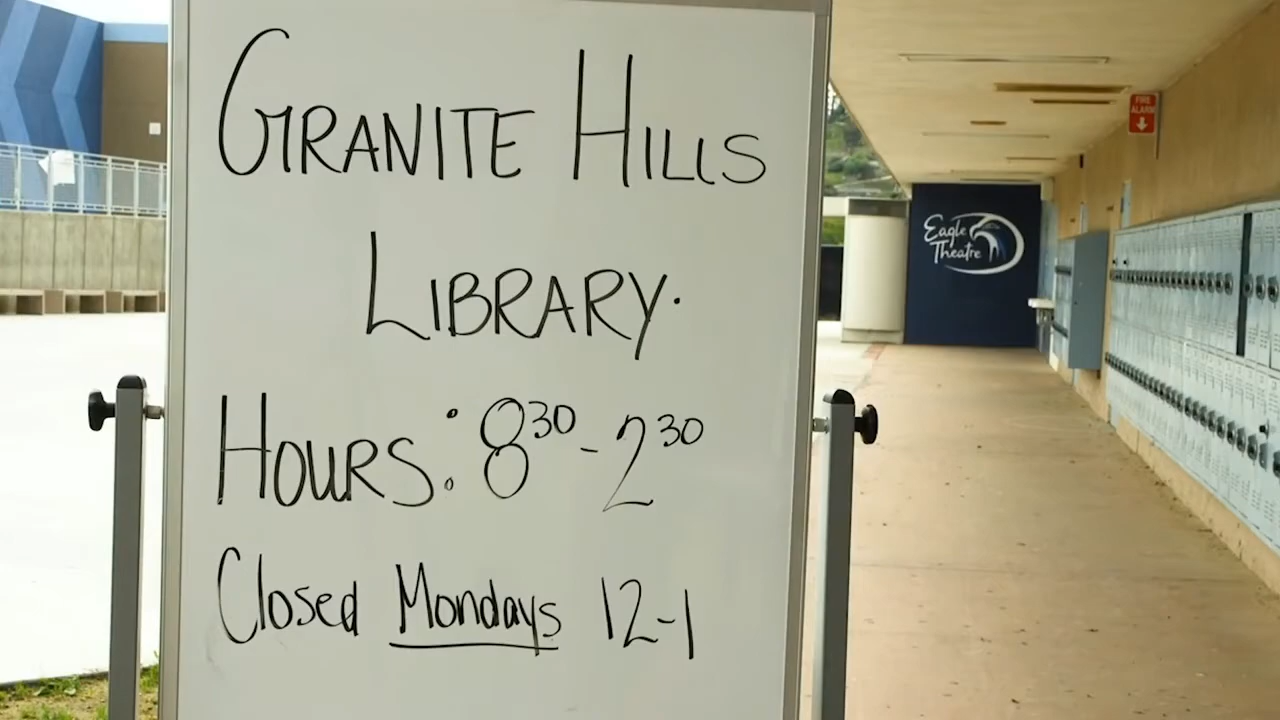 GRANITE HILLS
LIBRARY.
HOURS: 8³⁰-2³⁰
Closed Mondays 12-1
FIRE
ALARM
Eagle
Theatre